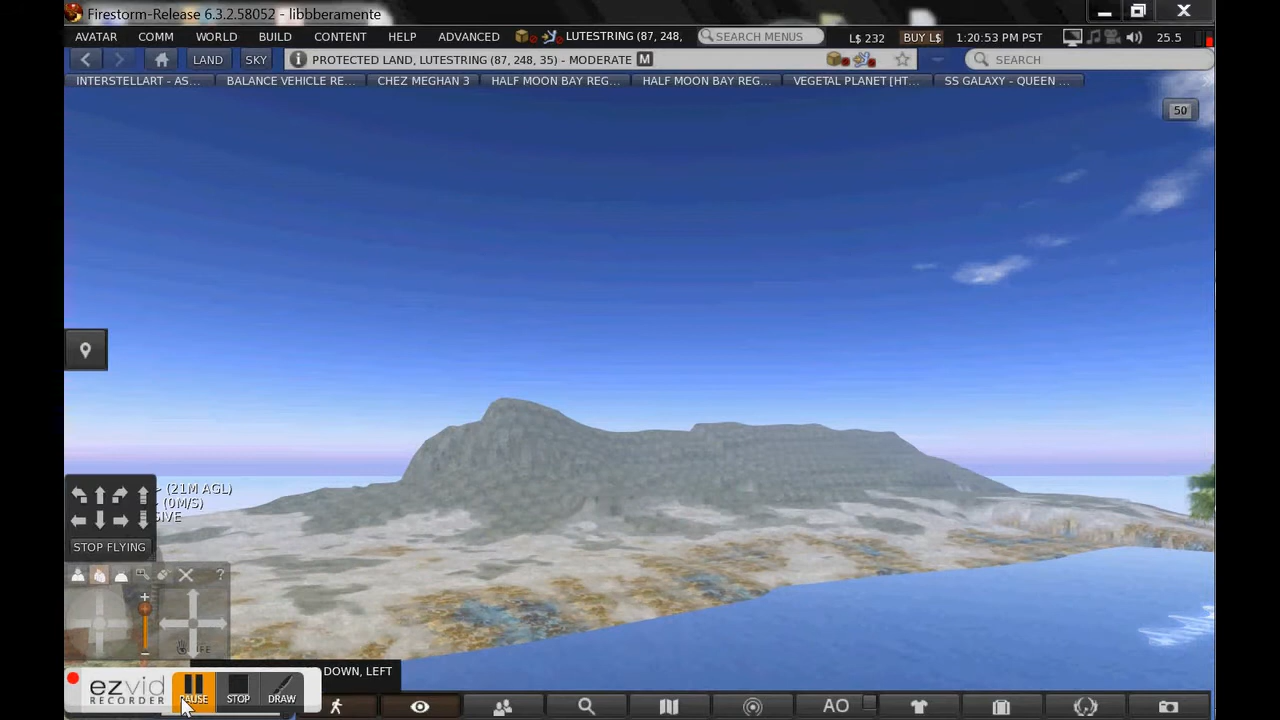 Firestorm-Release 6.3.2.58052 - libbberamente
AVATAR COMM WORLD BUILD CONTENT HELP ADVANCED LUTESTRING (87, 248, SEARCH MENUS L$ 232 BUY L$ 1:20:53 PM PST 25.5
LAND SKY PROTECTED LAND, LUTESTRING (87, 248, 35) - MODERATE M SEARCH
INTERSTELLART - AS... BALANCE VEHICLE RE... CHEZ MEGHAN 3 HALF MOON BAY REG... HALF MOON BAY REG... VEGETAL PLANET [HT... SS GALAXY - QUEEN ...
50
(21M AGL)
(0M/S)
STOP FLYING
?
+
DOWN, LEFT
ezvid
RECORDER
PAUSE STOP DRAW
AO